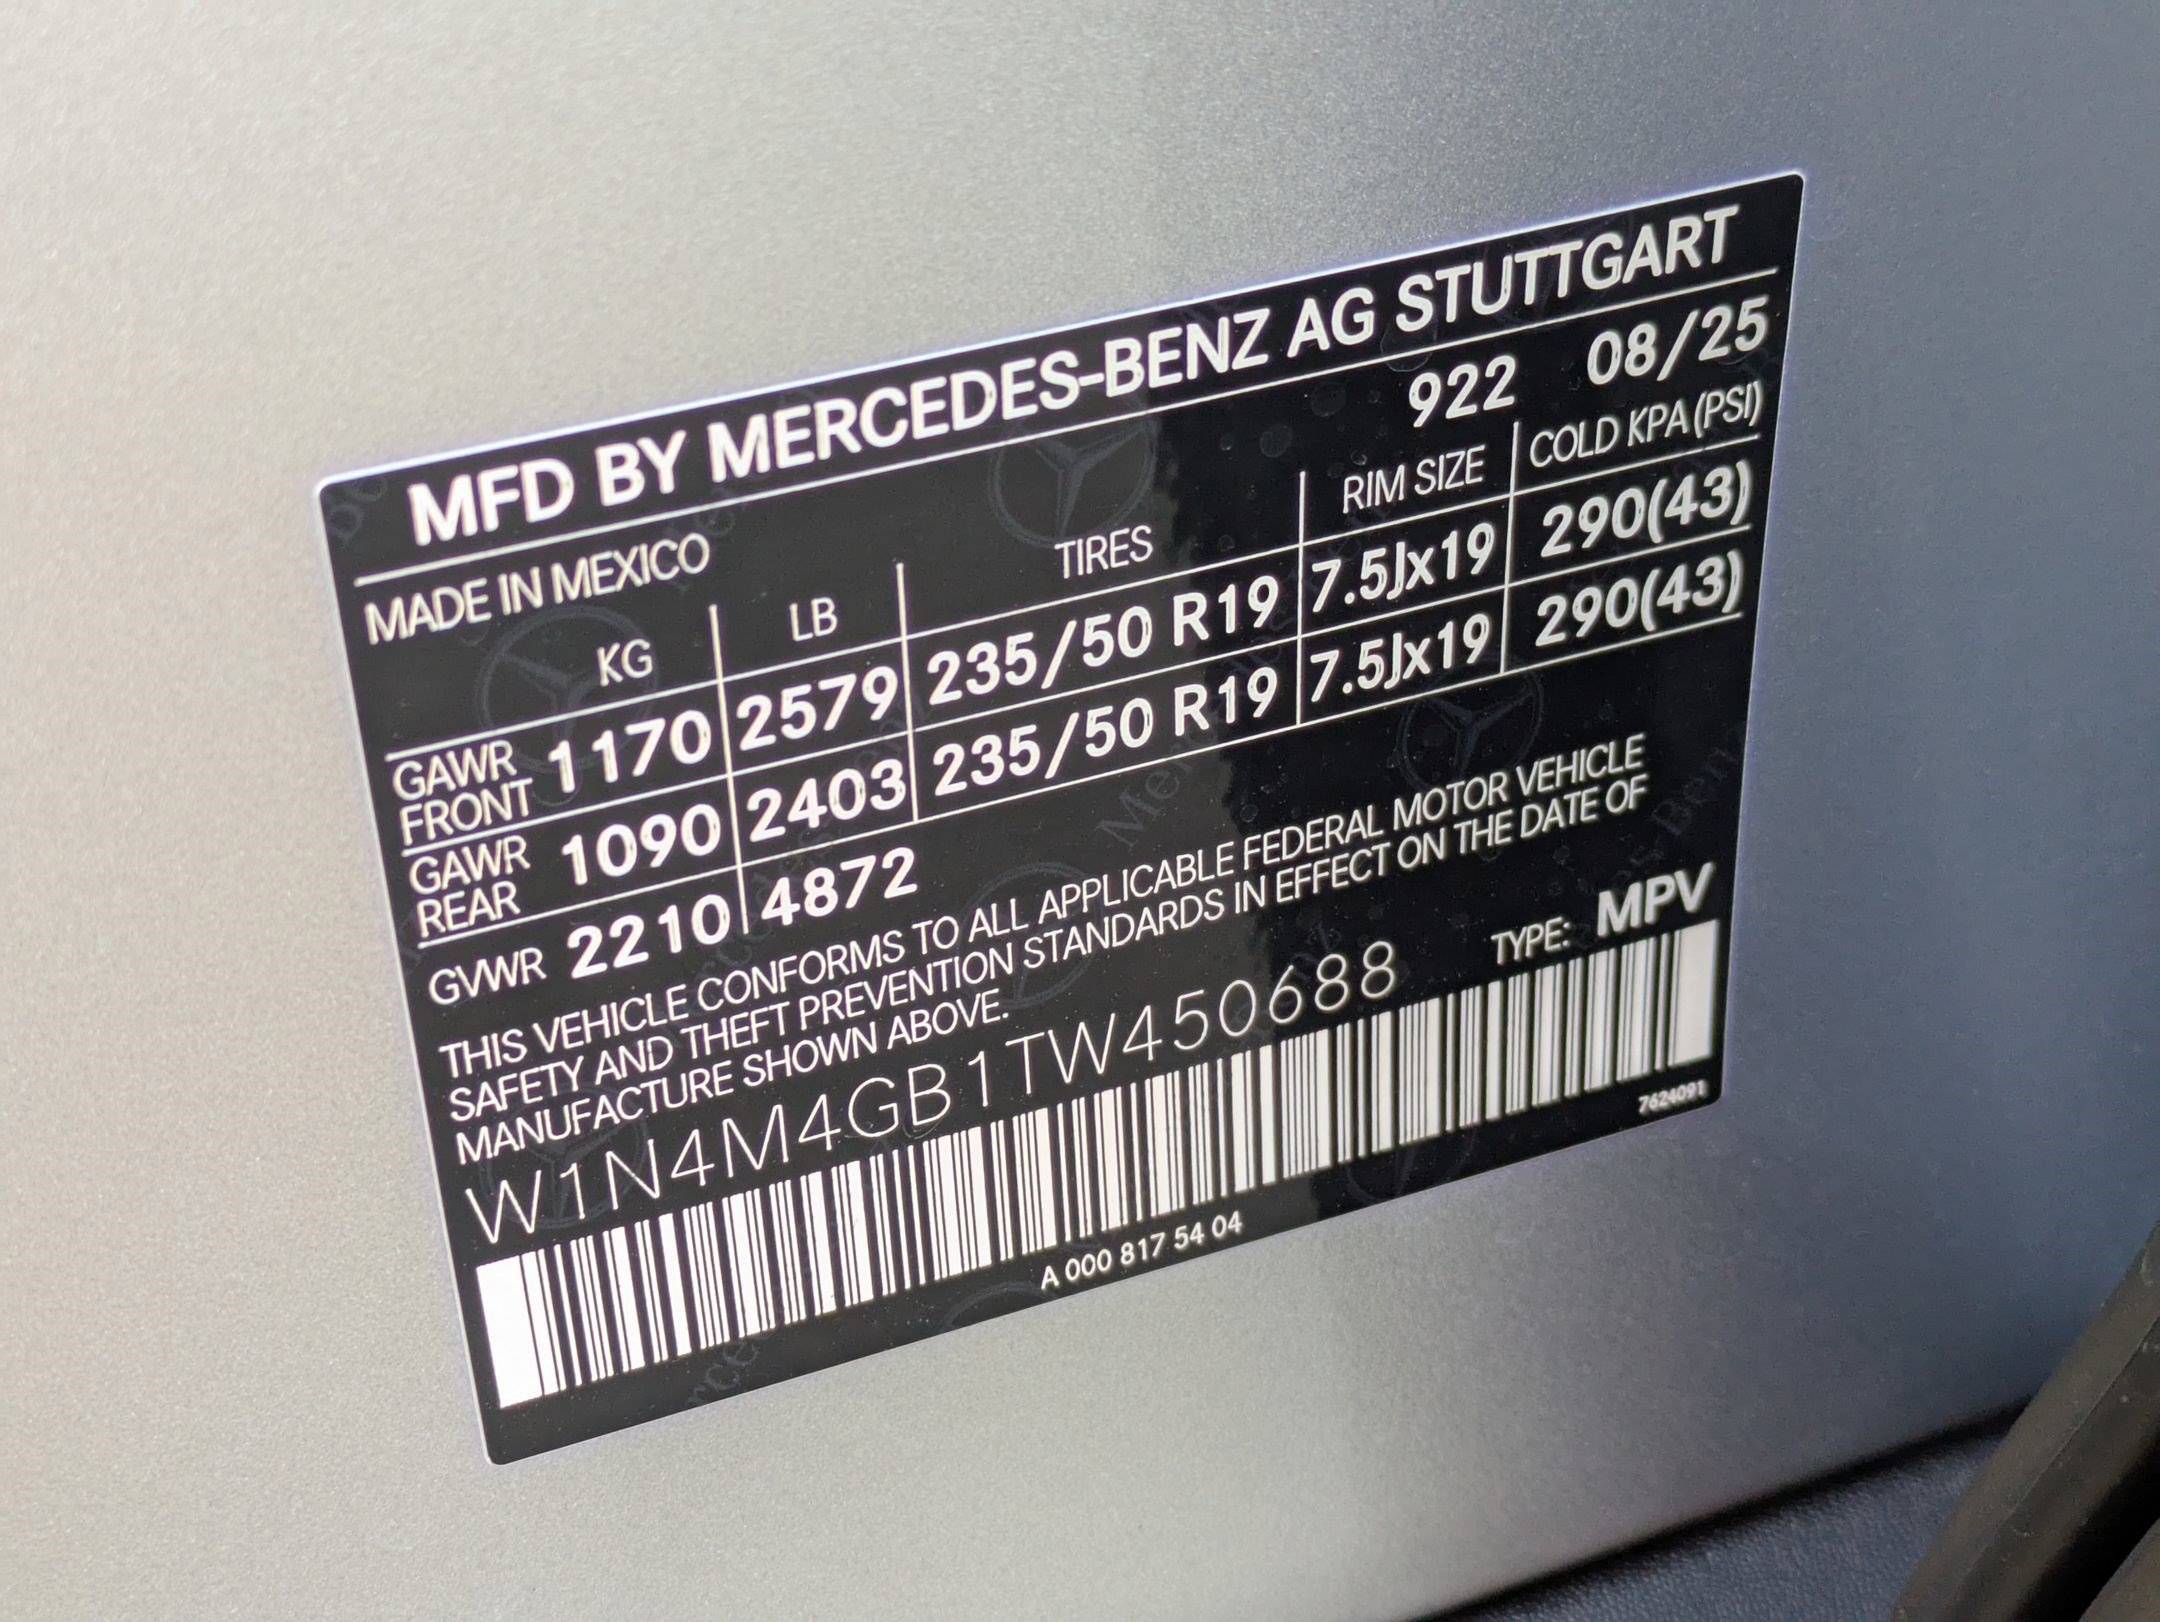 MFD BY MERCEDES-BENZ AG STUTTGART
MADE IN MEXICO 922 08/25
KG LB TIRES RIM SIZE COLD KPA (PSI)
GAWR FRONT 1170 2579 235/50 R19 7.5Jx19 290(43)
GAWR REAR 1090 2403 235/50 R19 7.5Jx19 290(43)
GVWR 2210 4872
THIS VEHICLE CONFORMS TO ALL APPLICABLE FEDERAL MOTOR VEHICLE
SAFETY AND THEFT PREVENTION STANDARDS IN EFFECT ON THE DATE OF
MANUFACTURE SHOWN ABOVE.
W1N4M4GB1TW450688 TYPE: MPV
7624091
A 000 817 54 04